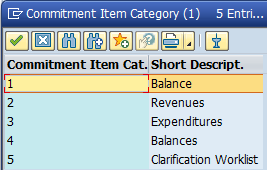 Commitment Item Category (1) 5 Entri...
Commitment Item Cat. Short Descript.
1 Balance
2 Revenues
3 Expenditures
4 Balances
5 Clarification Worklist